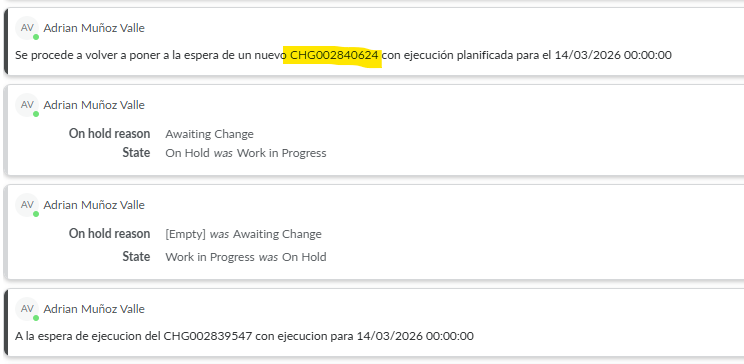 AV Adrian Muñoz Valle
Se procede a volver a poner a la espera de un nuevo CHG002840624 con ejecución planificada para el 14/03/2026 00:00:00
AV Adrian Muñoz Valle
On hold reason Awaiting Change
State On Hold was Work in Progress
AV Adrian Muñoz Valle
On hold reason [Empty] was Awaiting Change
State Work in Progress was On Hold
AV Adrian Muñoz Valle
A la espera de ejecucion del CHG002839547 con ejecucion para 14/03/2026 00:00:00